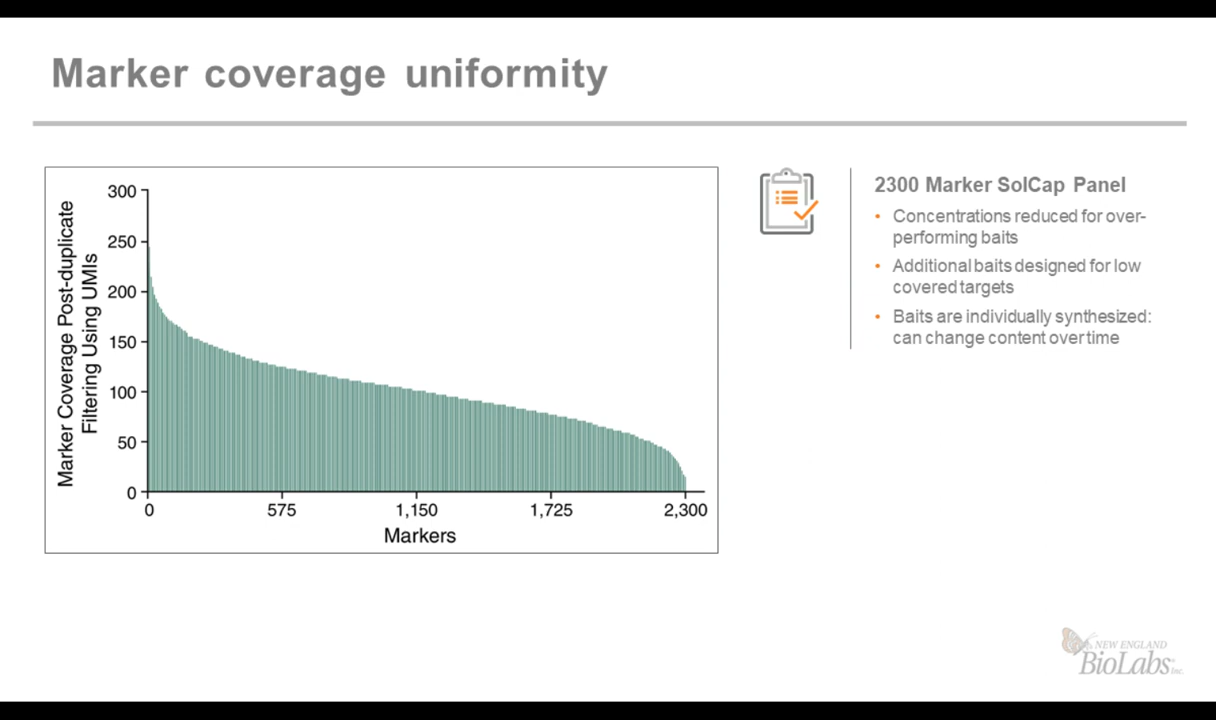 Marker coverage uniformity
Marker Coverage Post-duplicate
Filtering Using UMIs
300
250
200
150
100
50
0
0
575
1,150
1,725
2,300
Markers
2300 Marker SolCap Panel
• Concentrations reduced for over-
performing baits
• Additional baits designed for low
covered targets
• Baits are individually synthesized:
can change content over time
NEW ENGLAND
BioLabs Inc.